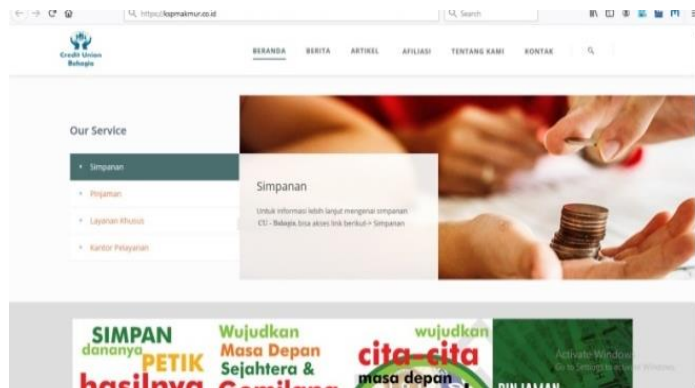 https://kspmakmur.co.id
Search
Credit Union
Bahagia
BERANDA BERITA ARTIKEL AFILIASI TENTANG KAMI KONTAK
Our Service
Simpanan
Pinjaman
Layanan Khusus
Kantor Pelayanan
Simpanan
Untuk informasi lebih lanjut mengenai simpanan
CU - Bahagia bisa akses link berikut-> Simpanan
SIMPAN
dananya PETIK
hasilnya
Wujudkan
Masa Depan
Sejahtera &
Gemilang
wujudkan
cita-cita
masa depan
PINJAMAN
Activate Windows
Go to Settings to activate Windows.